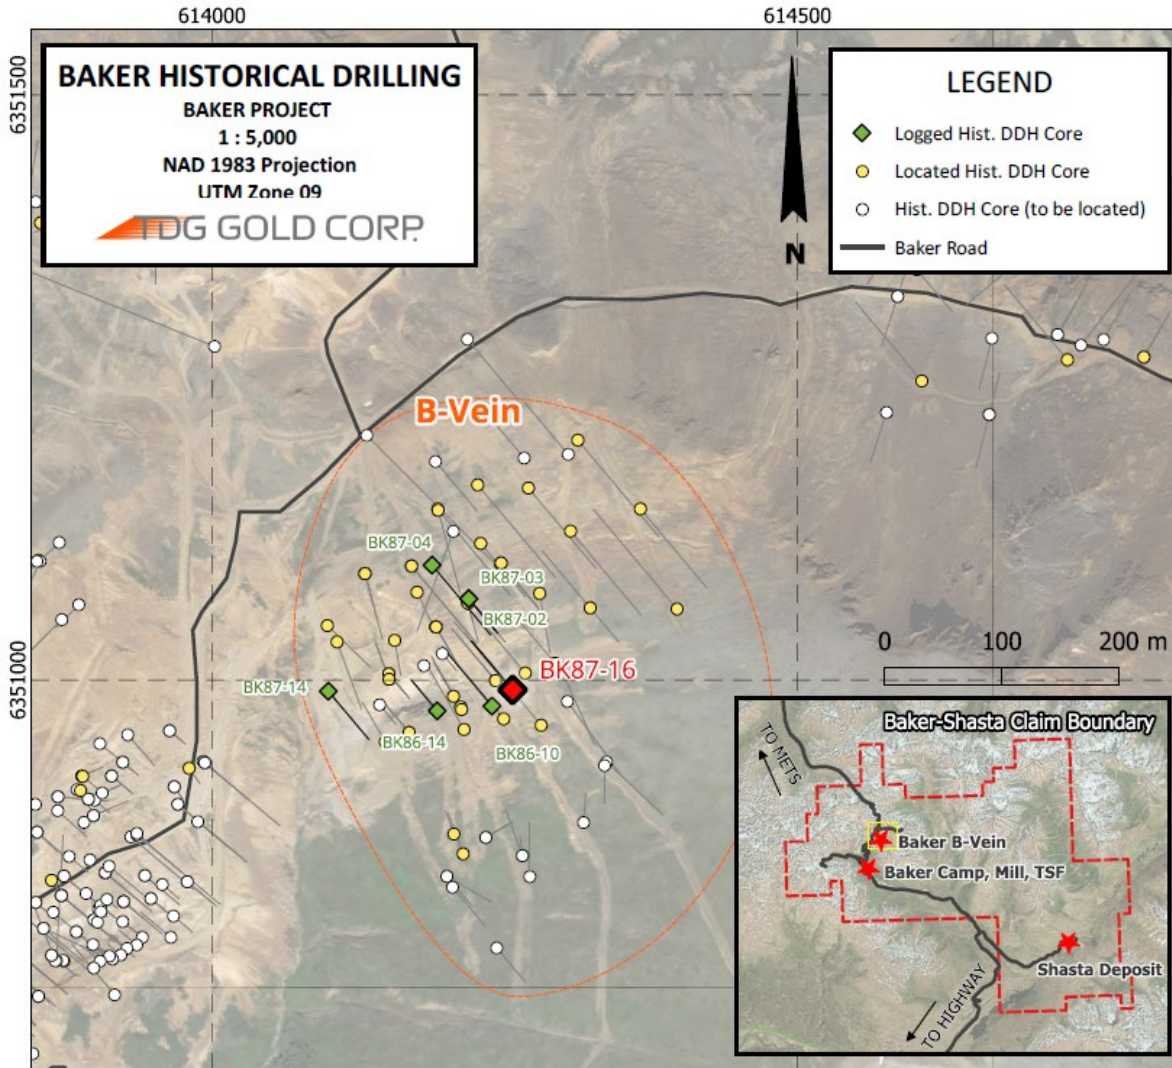 614000
614500
6351500
6351000
BAKER HISTORICAL DRILLING
BAKER PROJECT
1 : 5,000
NAD 1983 Projection
UTM Zone 09
TDG GOLD CORP.
LEGEND
Logged Hist. DDH Core
Located Hist. DDH Core
Hist. DDH Core (to be located)
Baker Road
N
B-Vein
BK87-04
BK87-03
BK87-02
BK87-16
BK87-14
BK86-14
BK86-10
0 100 200 m
Baker-Shasta Claim Boundary
TO METS
Baker B-Vein
Baker Camp, Mill, TSF
Shasta Deposit
TO HIGHWAY